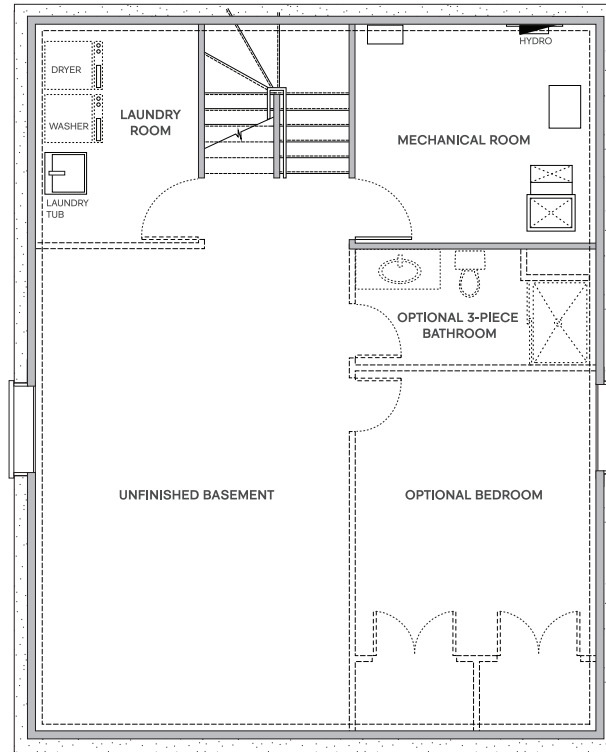 DRYER
WASHER
LAUNDRY
ROOM
LAUNDRY
TUB
HYDRO
MECHANICAL ROOM
OPTIONAL 3-PIECE
BATHROOM
UNFINISHED BASEMENT
OPTIONAL BEDROOM